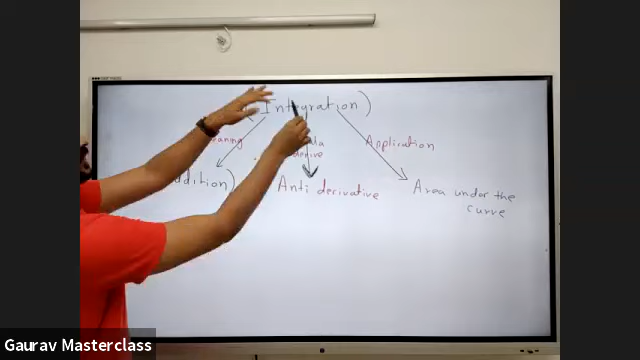 Integration)
Application
Anti derivative
Area under the
curve
Gaurav Masterclass